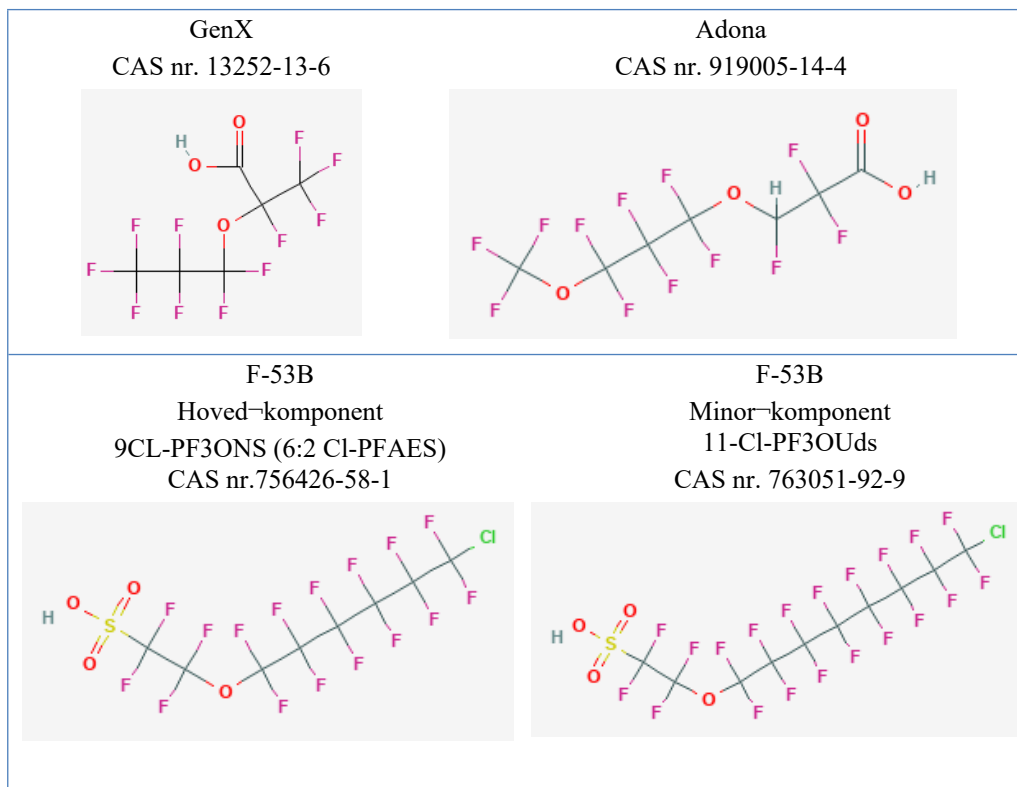 GenX
CAS nr. 13252-13-6
Adona
CAS nr. 919005-14-4
F-53B
Hoved¬komponent
9CL-PF3ONS (6:2 Cl-PFAES)
CAS nr.756426-58-1
F-53B
Minor¬komponent
11-Cl-PF3OUds
CAS nr. 763051-92-9